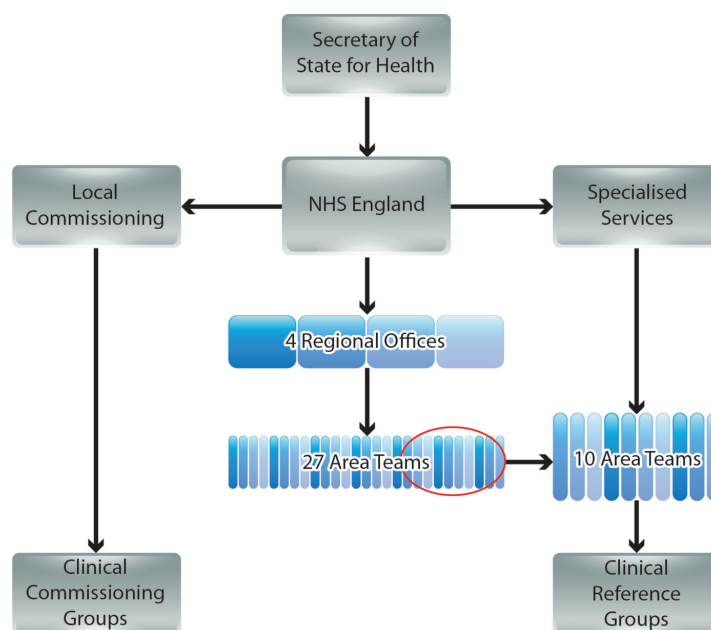 Secretary of
State for Health
Local
Commissioning
NHS England
Specialised
Services
4 Regional Offices
27 Area Teams
10 Area Teams
Clinical
Commissioning
Groups
Clinical
Reference
Groups